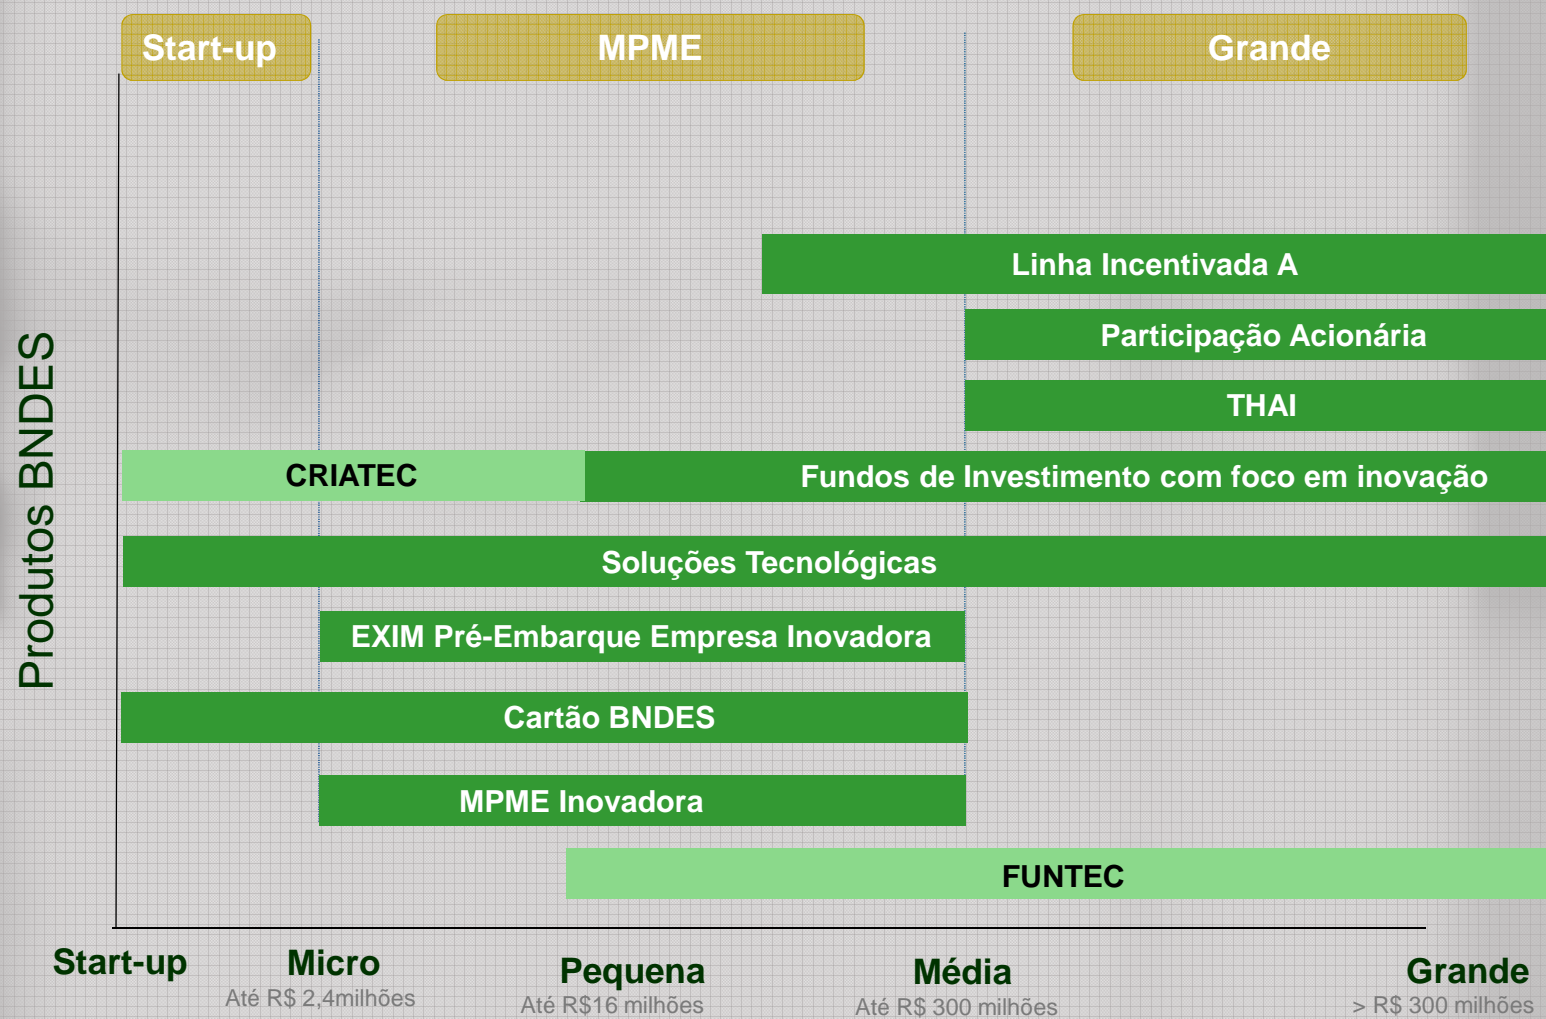 Start-up
MPME
Grande
Produtos BNDES
Linha Incentivada A
Participação Acionária
THAI
CRIATEC
Fundos de Investimento com foco em inovação
Soluções Tecnológicas
EXIM Pré-Embarque Empresa Inovadora
Cartão BNDES
MPME Inovadora
FUNTEC
Start-up
Micro
Até R$ 2,4milhões
Pequena
Até R$16 milhões
Média
Até R$ 300 milhões
Grande
> R$ 300 milhões